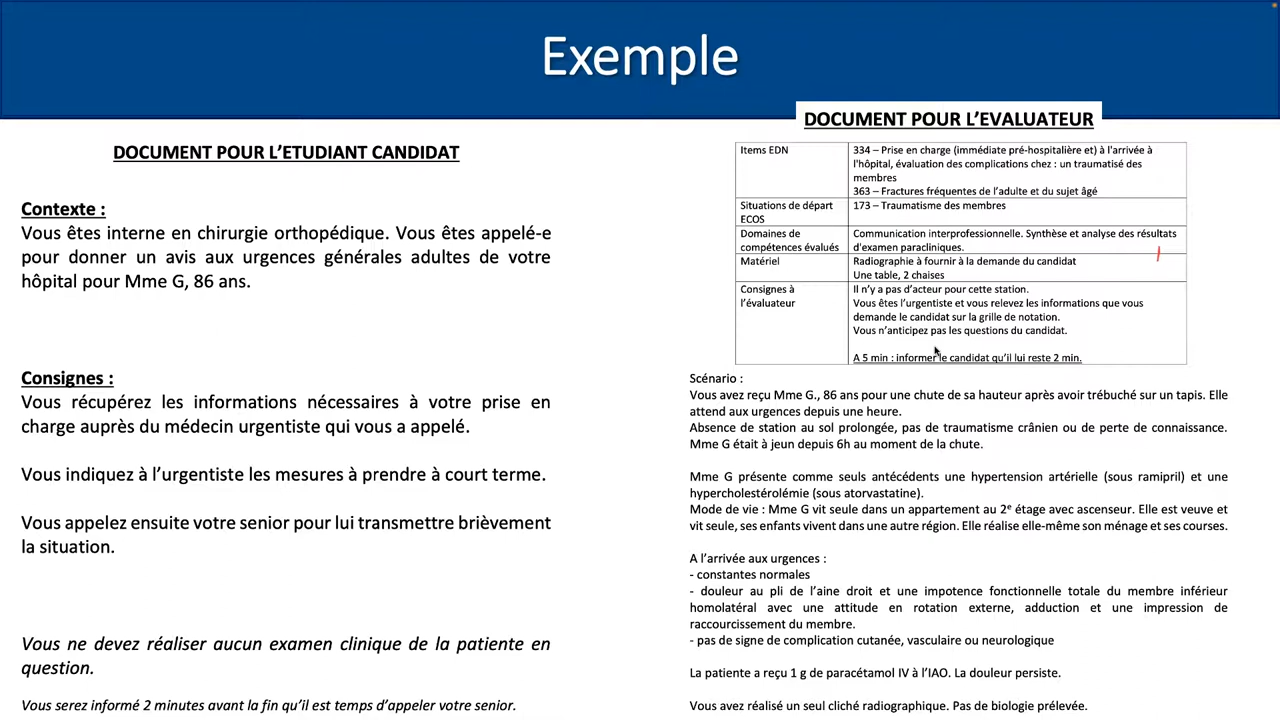 Exemple
DOCUMENT POUR L'ETUDIANT CANDIDAT
Contexte :
Vous êtes interne en chirurgie orthopédique. Vous êtes appelé-e
pour donner un avis aux urgences générales adultes de votre
hôpital pour Mme G, 86 ans.
Consignes :
Vous récupérez les informations nécessaires à votre prise en
charge auprès du médecin urgentiste qui vous a appelé.
Vous indiquez à l'urgentiste les mesures à prendre à court terme.
Vous appelez ensuite votre senior pour lui transmettre brièvement
la situation.
Vous ne devez réaliser aucun examen clinique de la patiente en
question.
Vous serez informé 2 minutes avant la fin qu'il est temps d'appeler votre senior.
DOCUMENT POUR L'EVALUATEUR
Items EDN
334 – Prise en charge (immédiate pré-hospitalière et) à l'arrivée à
l'hôpital, évaluation des complications chez : un traumatisé des
membres
363 – Fractures fréquentes de l'adulte et du sujet âgé
Situations de départ
ECOS
173 – Traumatisme des membres
Domaines de
compétences évalués
Communication interprofessionnelle. Synthèse et analyse des résultats
d'examen paracliniques.
Matériel
Radiographie à fournir à la demande du candidat
Une table, 2 chaises
Consignes à
l'évaluateur
Il n'y a pas d'acteur pour cette station.
Vous êtes l'urgentiste et vous relevez les informations que vous
demande le candidat sur la grille de notation.
Vous n'anticipez pas les questions du candidat.
A 5 min : informer le candidat qu'il lui reste 2 min.
Scénario :
Vous avez reçu Mme G., 86 ans pour une chute de sa hauteur après avoir trébuché sur un tapis. Elle
attend aux urgences depuis une heure.
Absence de station au sol prolongée, pas de traumatisme crânien ou de perte de connaissance.
Mme G était à jeun depuis 6h au moment de la chute.
Mme G présente comme seuls antécédents une hypertension artérielle (sous ramipril) et une
hypercholestérolémie (sous atorvastatine).
Mode de vie : Mme G vit seule dans un appartement au 2e étage avec ascenseur. Elle est veuve et
vit seule, ses enfants vivent dans une autre région. Elle réalise elle-même son ménage et ses courses.
A l'arrivée aux urgences :
- constantes normales
- douleur au pli de l'aine droit et une impotence fonctionnelle totale du membre inférieur
homolatéral avec une attitude en rotation externe, adduction et une impression de
raccourcissement du membre.
- pas de signe de complication cutanée, vasculaire ou neurologique
La patiente a reçu 1 g de paracétamol IV à l'IAO. La douleur persiste.
Vous avez réalisé un seul cliché radiographique. Pas de biologie prélevée.